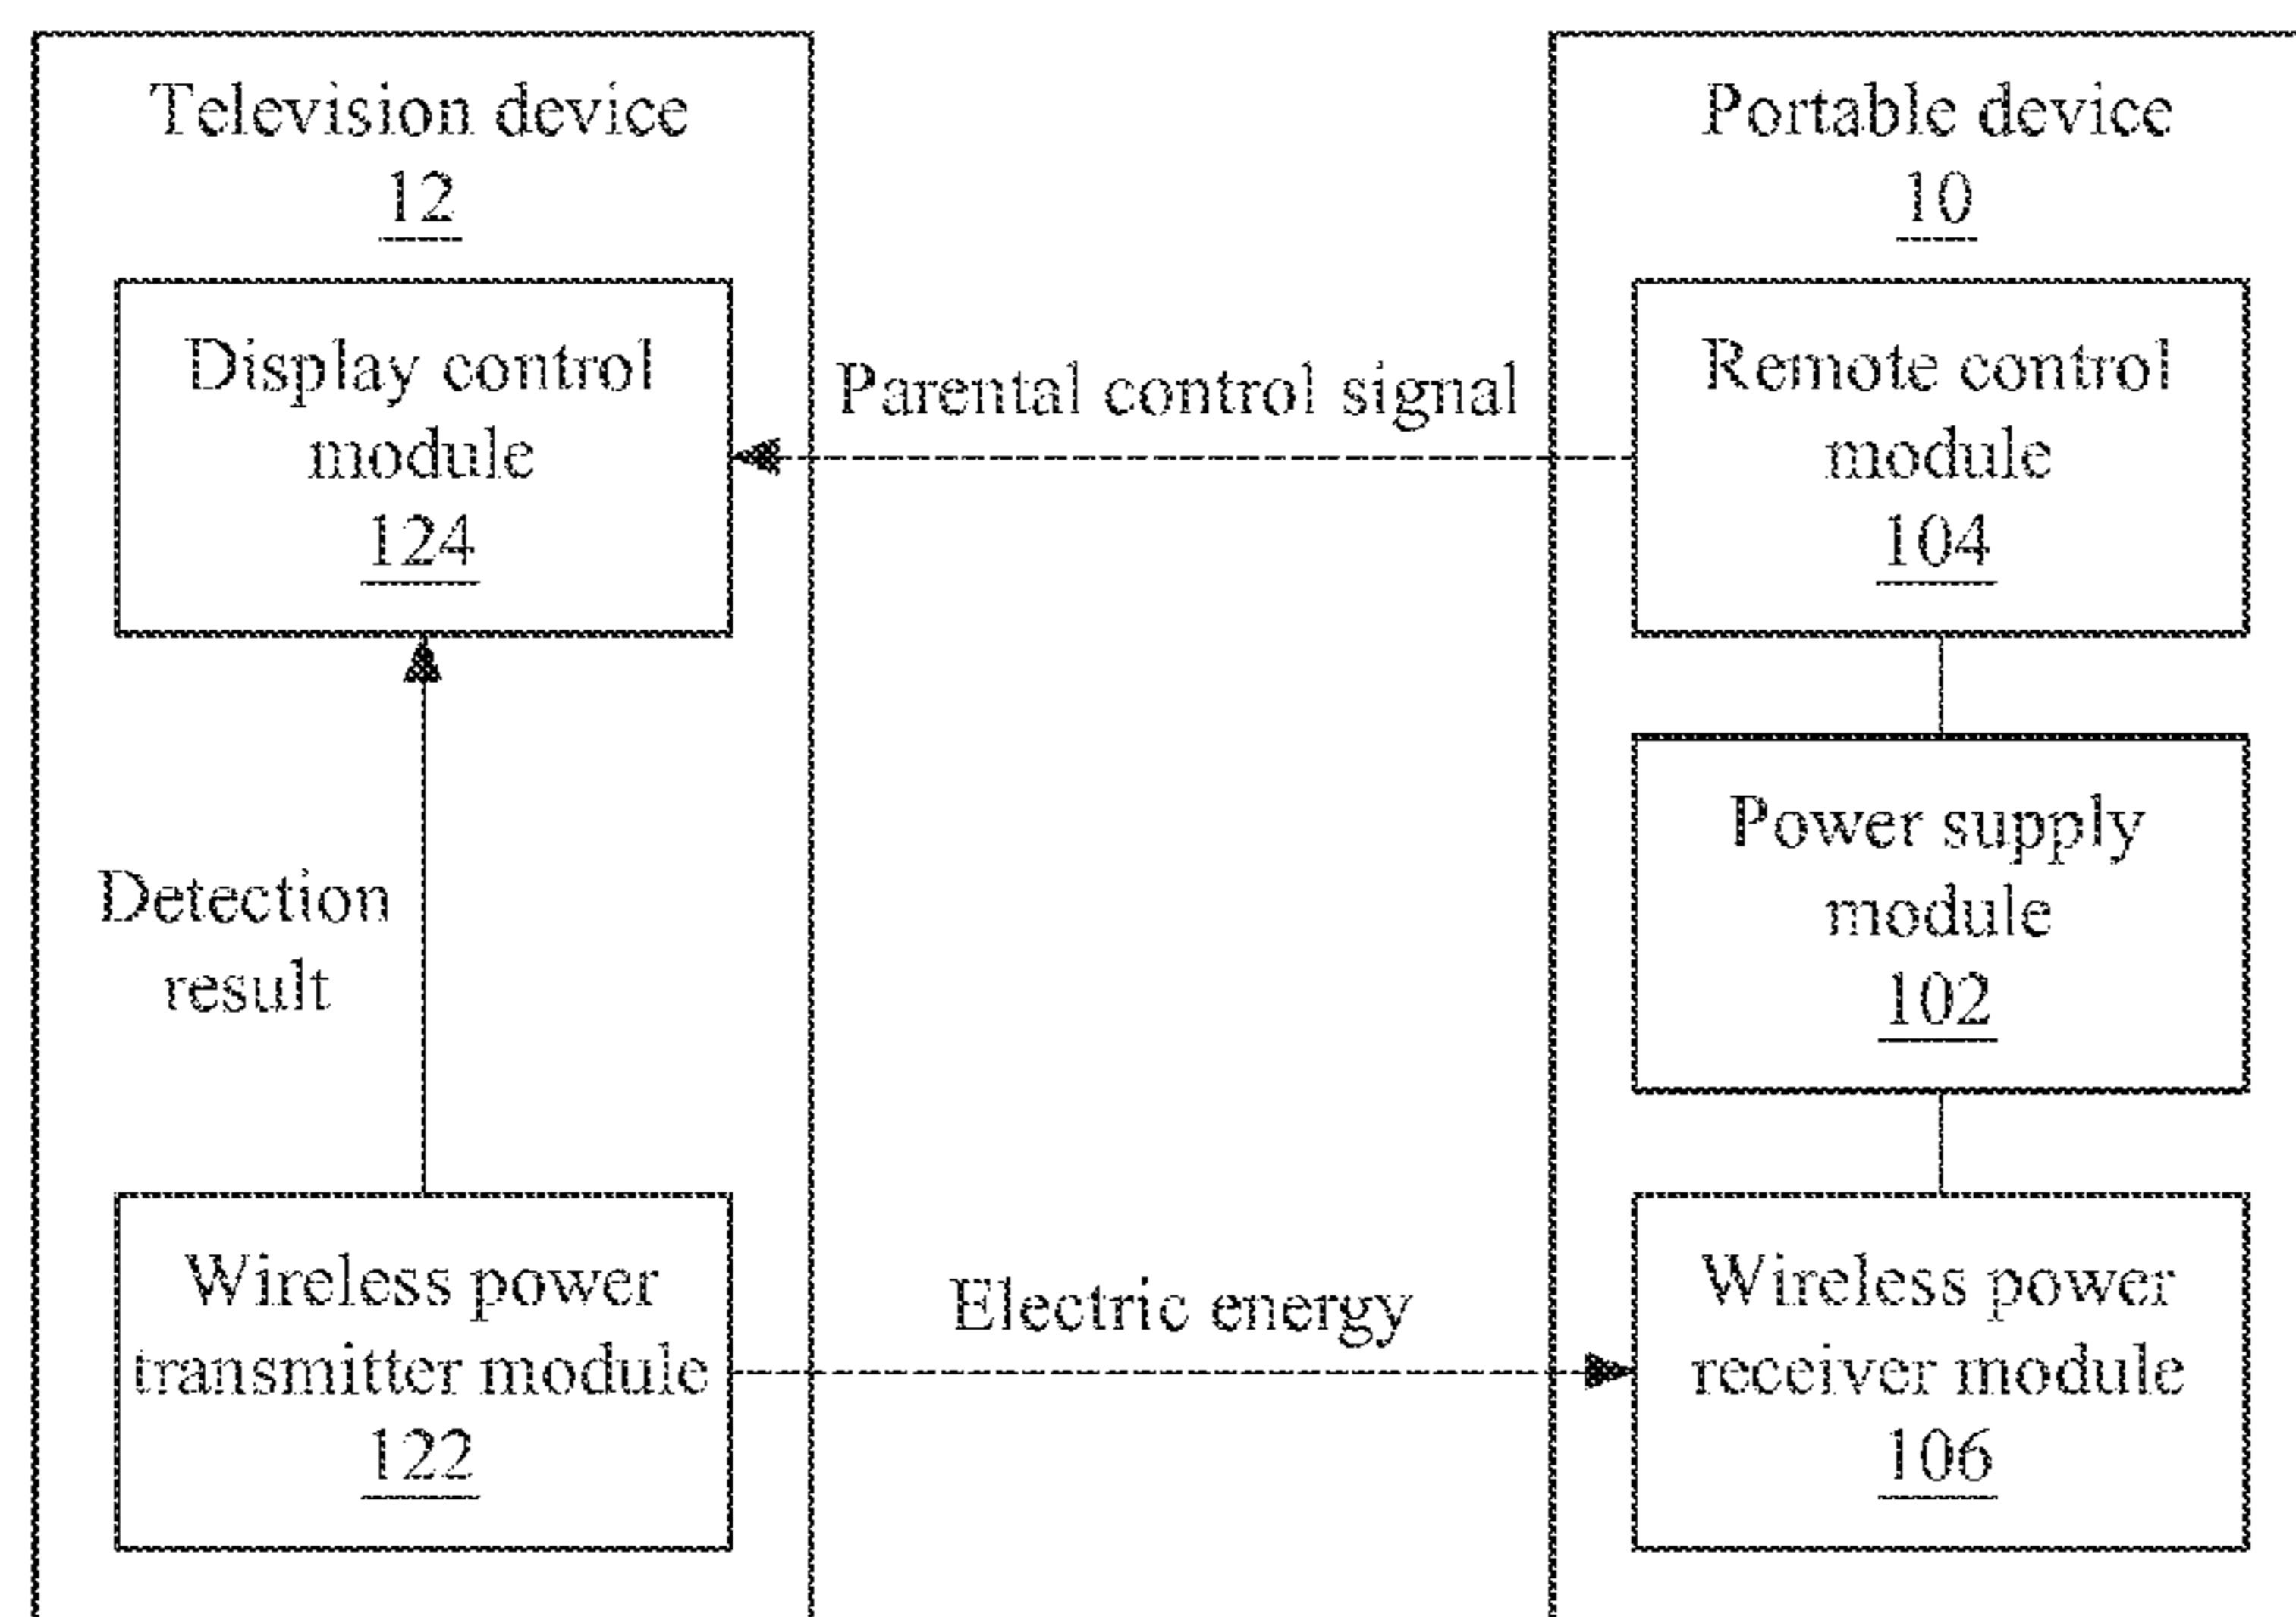 Television device
12
Display control
module
124
Detection
result
Wireless power
transmitter module
122
Parental control signal
Electric energy
Portable device
10
Remote control
module
104
Power supply
module
102
Wireless power
receiver module
106